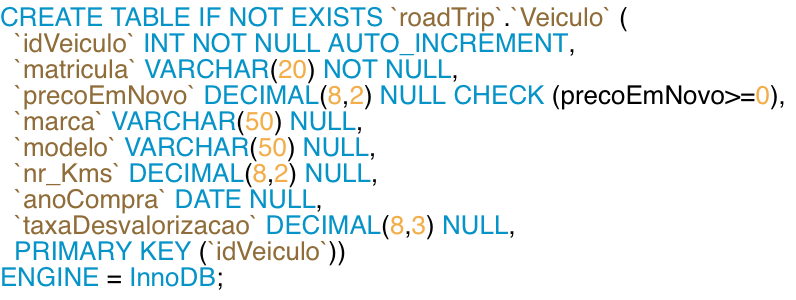 CREATE TABLE IF NOT EXISTS `roadTrip`.`Veiculo` (
`idVeiculo` INT NOT NULL AUTO_INCREMENT,
`matricula` VARCHAR(20) NOT NULL,
`precoEmNovo` DECIMAL(8,2) NULL CHECK (precoEmNovo>=0),
`marca` VARCHAR(50) NULL,
`modelo` VARCHAR(50) NULL,
`nr_Kms` DECIMAL(8,2) NULL,
`anoCompra` DATE NULL,
`taxaDesvalorizacao` DECIMAL(8,3) NULL,
PRIMARY KEY (`idVeiculo`))
ENGINE = InnoDB;